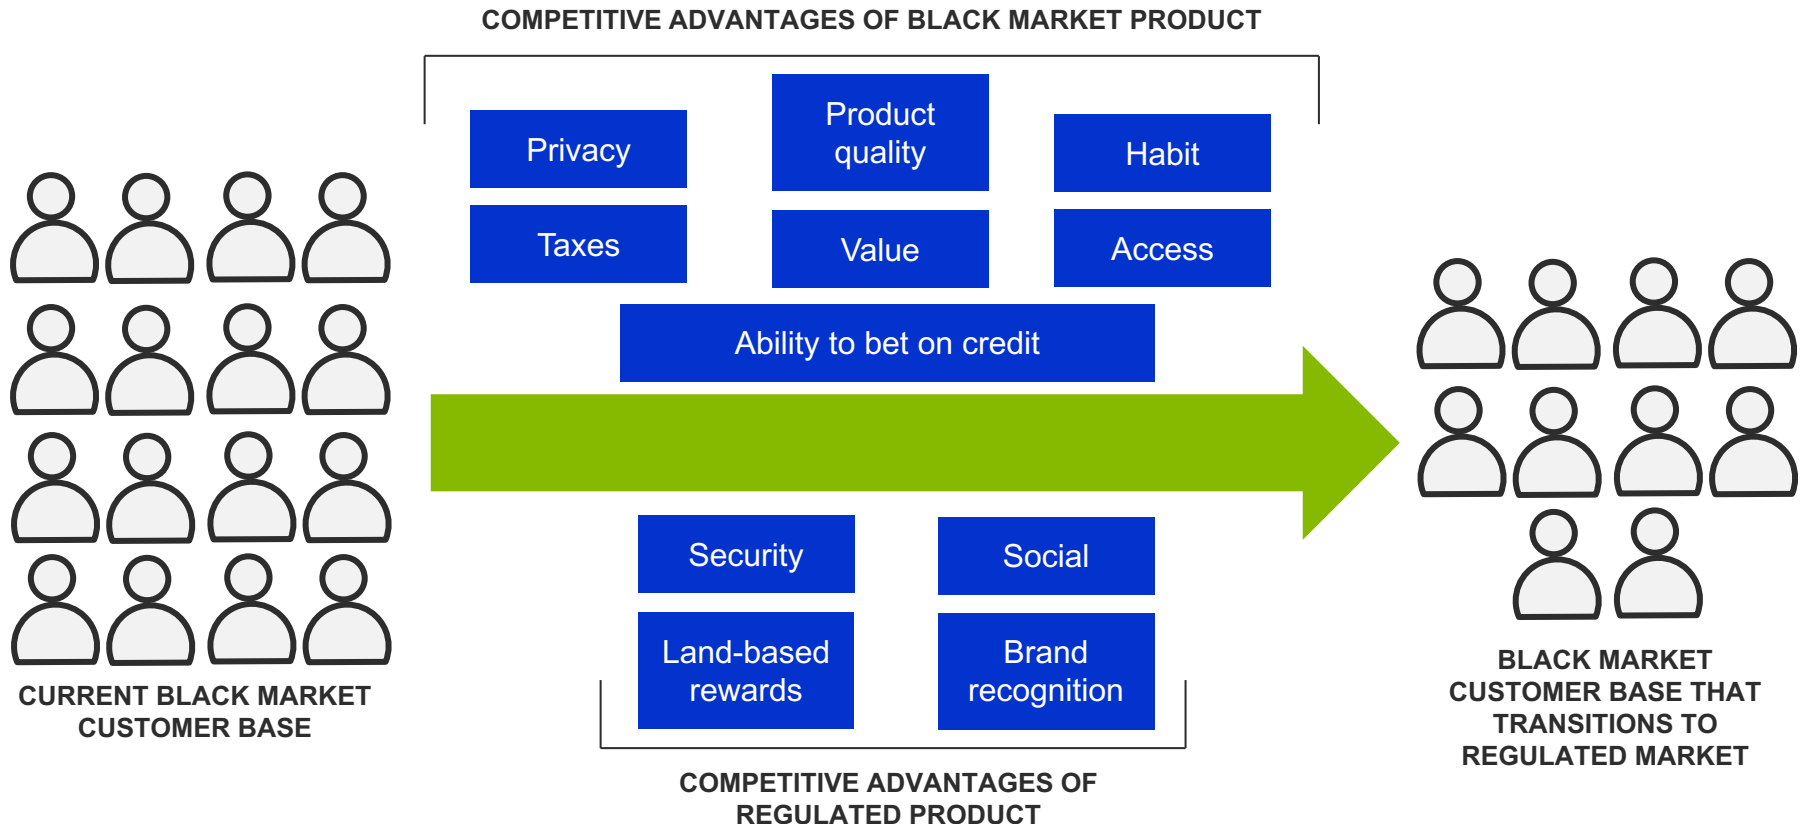 COMPETITIVE ADVANTAGES OF BLACK MARKET PRODUCT
Privacy
Product
quality
Habit
Taxes
Value
Access
Ability to bet on credit
Security
Social
Land-based
rewards
Brand
recognition
COMPETITIVE ADVANTAGES OF
REGULATED PRODUCT
CURRENT BLACK MARKET
CUSTOMER BASE
BLACK MARKET
CUSTOMER BASE THAT
TRANSITIONS TO
REGULATED MARKET